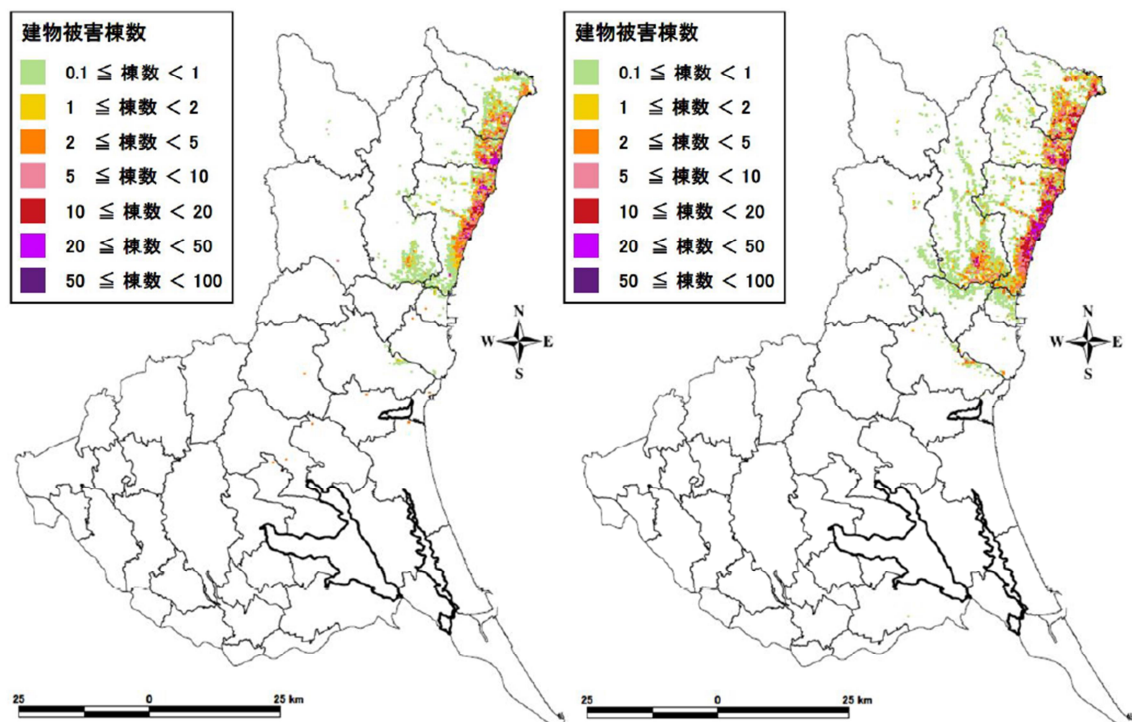 建物被害棟数
0.1 ≦ 棟数 < 1
1 ≦ 棟数 < 2
2 ≦ 棟数 < 5
5 ≦ 棟数 < 10
10 ≦ 棟数 < 20
20 ≦ 棟数 < 50
50 ≦ 棟数 < 100
N
W E
S
25 0 25 km
建物被害棟数
0.1 ≦ 棟数 < 1
1 ≦ 棟数 < 2
2 ≦ 棟数 < 5
5 ≦ 棟数 < 10
10 ≦ 棟数 < 20
20 ≦ 棟数 < 50
50 ≦ 棟数 < 100
N
W E
S
25 0 25 km